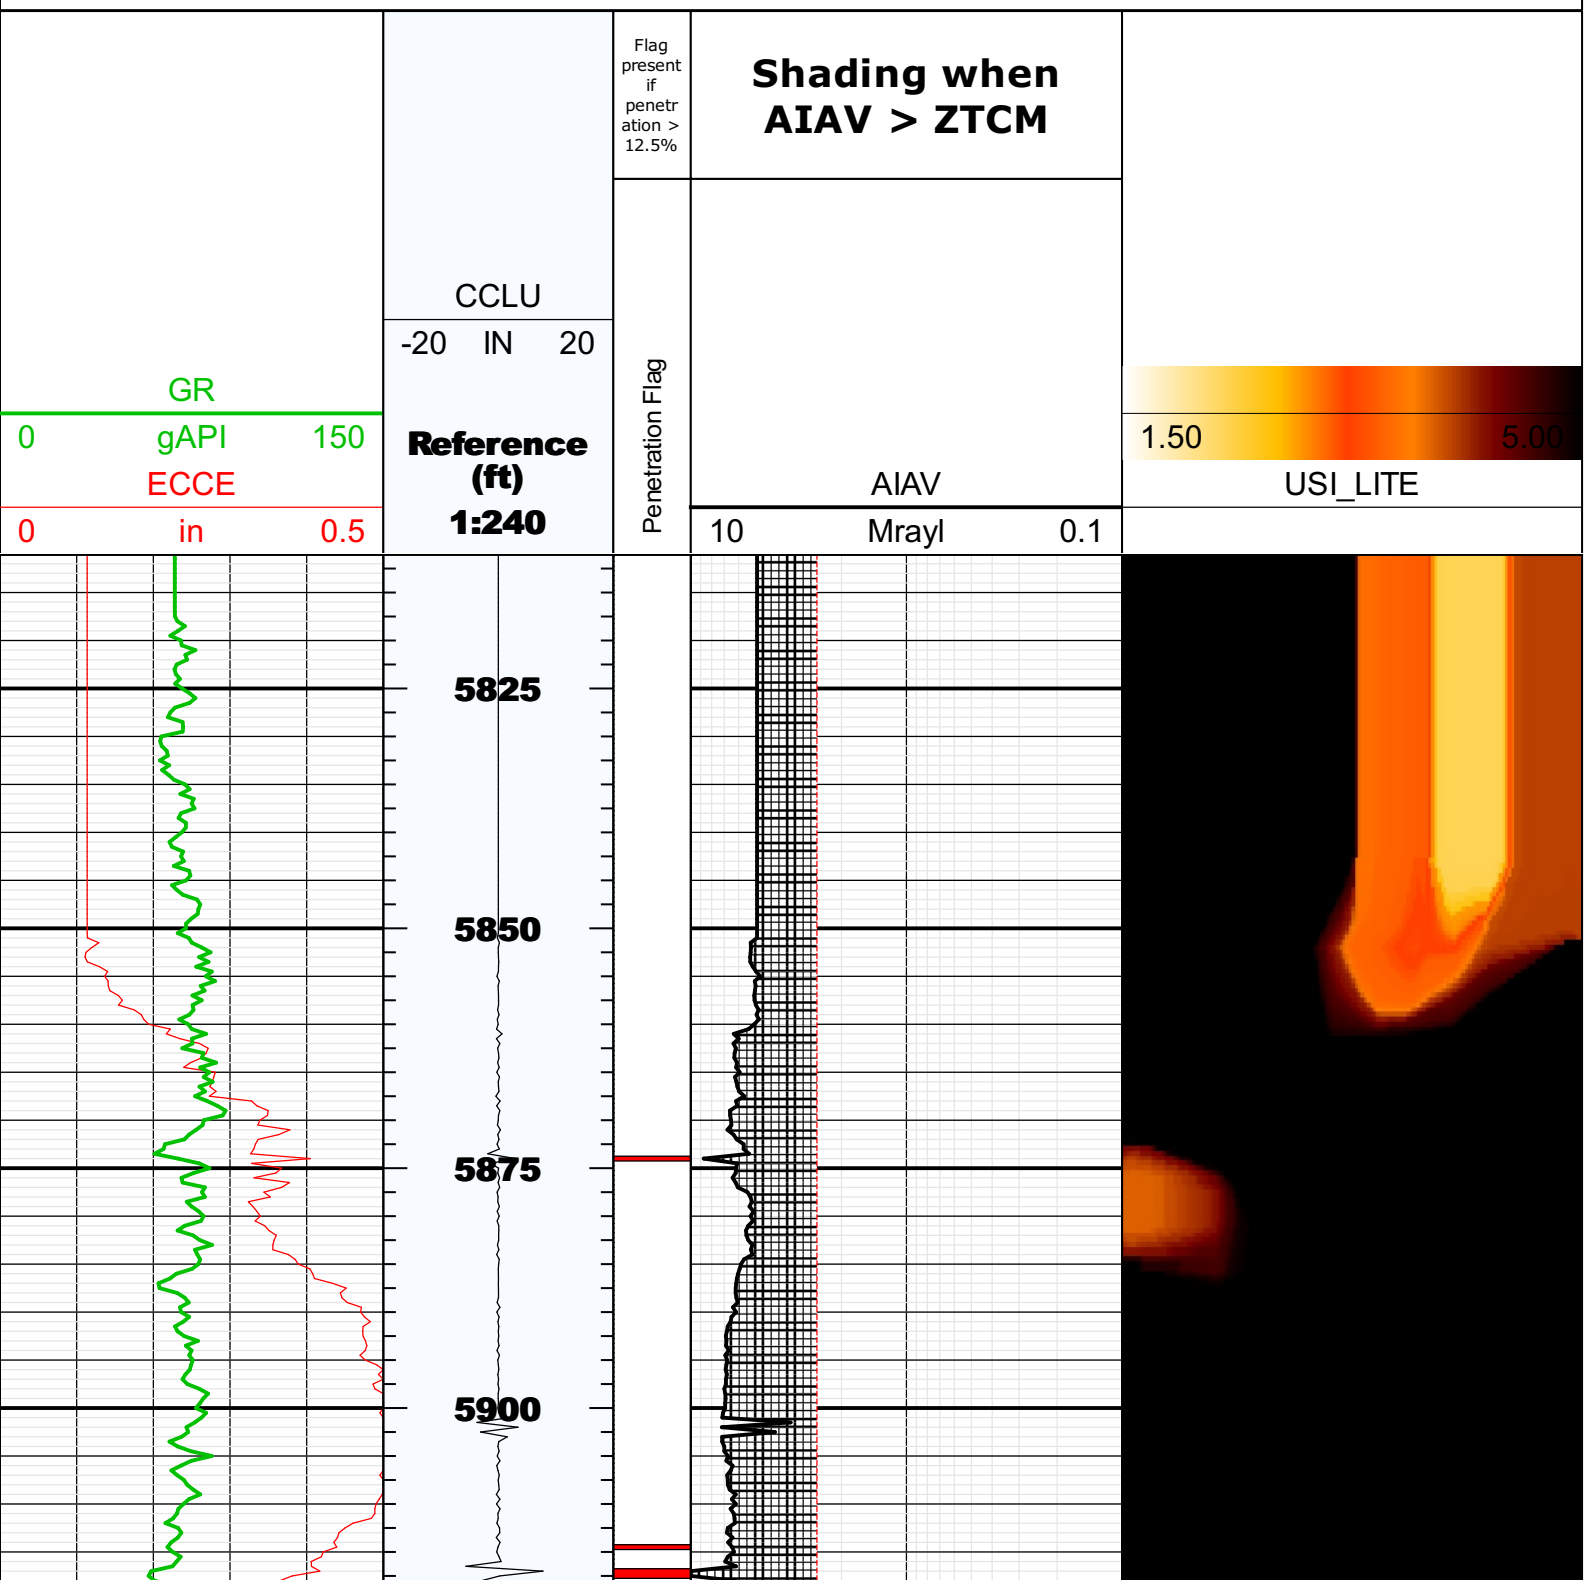 Flag
present
if
penetr
ation >
12.5%
Shading when
AIAV > ZTCM
CCLU
-20 IN 20
GR
0 gAPI 150
ECCE
0 in 0.5
Reference
(ft)
1:240
Penetration Flag
AIAV
10 Mrayl 0.1
1.50 5.00
USI_LITE
5825
5850
5875
5900